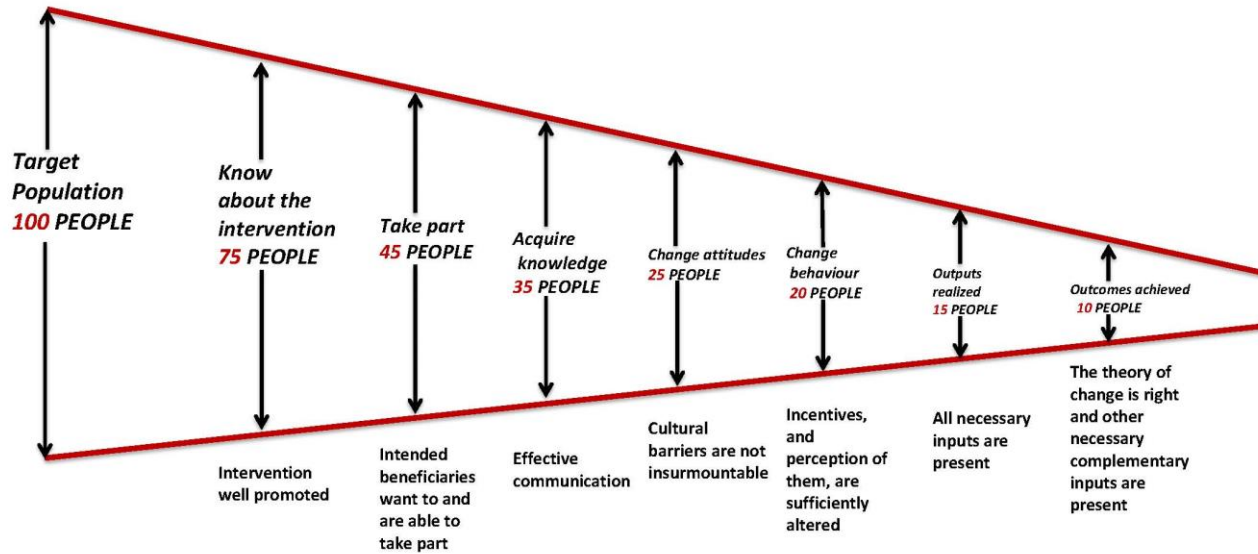 Target
Population
100 PEOPLE
Know
about the
intervention
75 PEOPLE
Take part
45 PEOPLE
Acquire
knowledge
35 PEOPLE
Change attitudes
25 PEOPLE
Change
behaviour
20 PEOPLE
Outputs
realized
15 PEOPLE
Outcomes achieved
10 PEOPLE
Intervention
well promoted
Intended
beneficiaries
want to and
are able to
take part
Effective
communication
Cultural
barriers are not
insurmountable
Incentives,
and
perception of
them, are
sufficiently
altered
All necessary
inputs are
present
The theory of
change is right
and other
necessary
complementary
inputs are
present